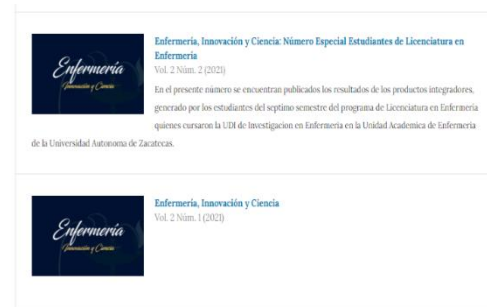 Enfermería, Innovación y Ciencia: Número Especial Estudiantes de Licenciatura en
Enfermería
Vol. 2 Núm. 2 (2021)
En el presente número se encuentran publicados los resultados de los productos integradores,
generado por los estudiantes del septimo semestre del programa de Licenciatura en Enfermeria
quienes cursaron la UDI de Investigacion en Enfermeria en la Unidad Academica de Enfermeria
de la Universidad Autonoma de Zacatecas.
Enfermería
Innovación y Ciencia
Enfermería, Innovación y Ciencia
Vol. 2 Núm. 1 (2021)
Enfermería
Innovación y Ciencia